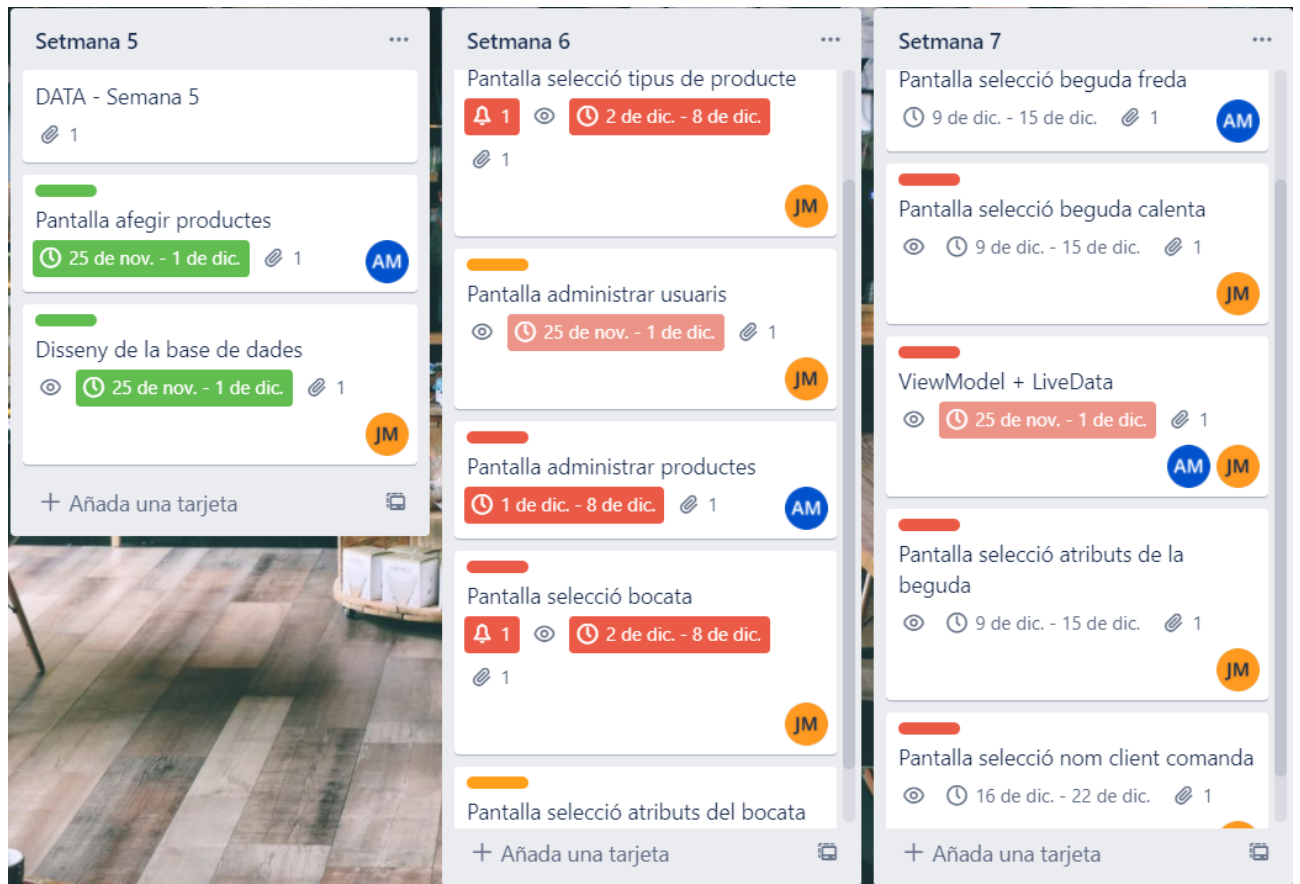 Setmana 5
DATA - Semana 5
1
Pantalla afegir productes
25 de nov. - 1 de dic.
1
AM
Disseny de la base de dades
25 de nov. - 1 de dic.
1
JM
+ Añada una tarjeta
Setmana 6
Pantalla selecció tipus de producte
1
2 de dic. - 8 de dic.
1
JM
Pantalla administrar usuaris
25 de nov. - 1 de dic.
1
JM
Pantalla administrar productes
1 de dic. - 8 de dic.
1
AM
Pantalla selecció bocata
1
2 de dic. - 8 de dic.
1
JM
Pantalla selecció atributs del bocata
+ Añada una tarjeta
Setmana 7
Pantalla selecció beguda freda
9 de dic. - 15 de dic.
1
AM
Pantalla selecció beguda calenta
9 de dic. - 15 de dic.
1
JM
ViewModel + LiveData
25 de nov. - 1 de dic.
1
AM
JM
Pantalla selecció atributs de la
beguda
9 de dic. - 15 de dic.
1
JM
Pantalla selecció nom client comanda
16 de dic. - 22 de dic.
1
+ Añada una tarjeta